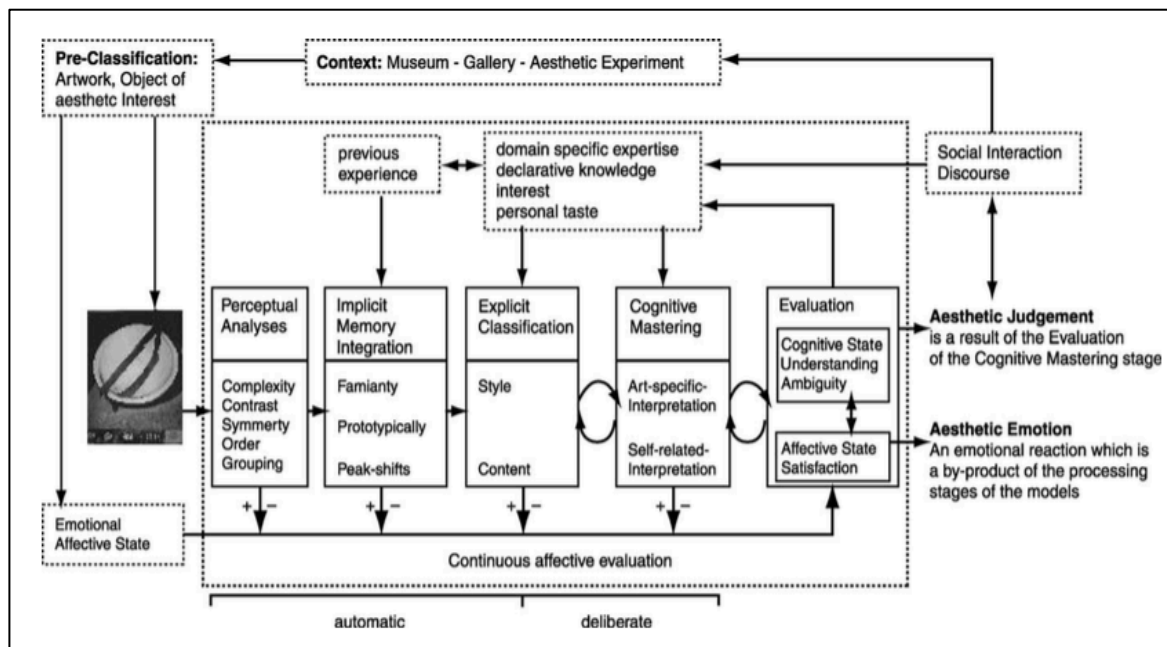 Pre-Classification:
Artwork, Object of
aesthetc Interest
Context: Museum - Gallery - Aesthetic Experiment
previous
experience
domain specific expertise
declarative knowledge
interest
personal taste
Social Interaction
Discourse
Perceptual
Analyses
Complexity
Contrast
Symmerty
Order
Grouping
Implicit
Memory
Integration
Famianty
Prototypically
Peak-shifts
Explicit
Classification
Style
Content
Cognitive
Mastering
Art-specific-
Interpretation
Self-related-
Interpretation
Evaluation
Cognitive State
Understanding
Ambiguity
Affective State
Satisfaction
Aesthetic Judgement
is a result of the Evaluation
of the Cognitive Mastering stage
Aesthetic Emotion
An emotional reaction which is
a by-product of the processing
stages of the models
+ − + − + − + −
Emotional
Affective State
Continuous affective evaluation
automatic
deliberate